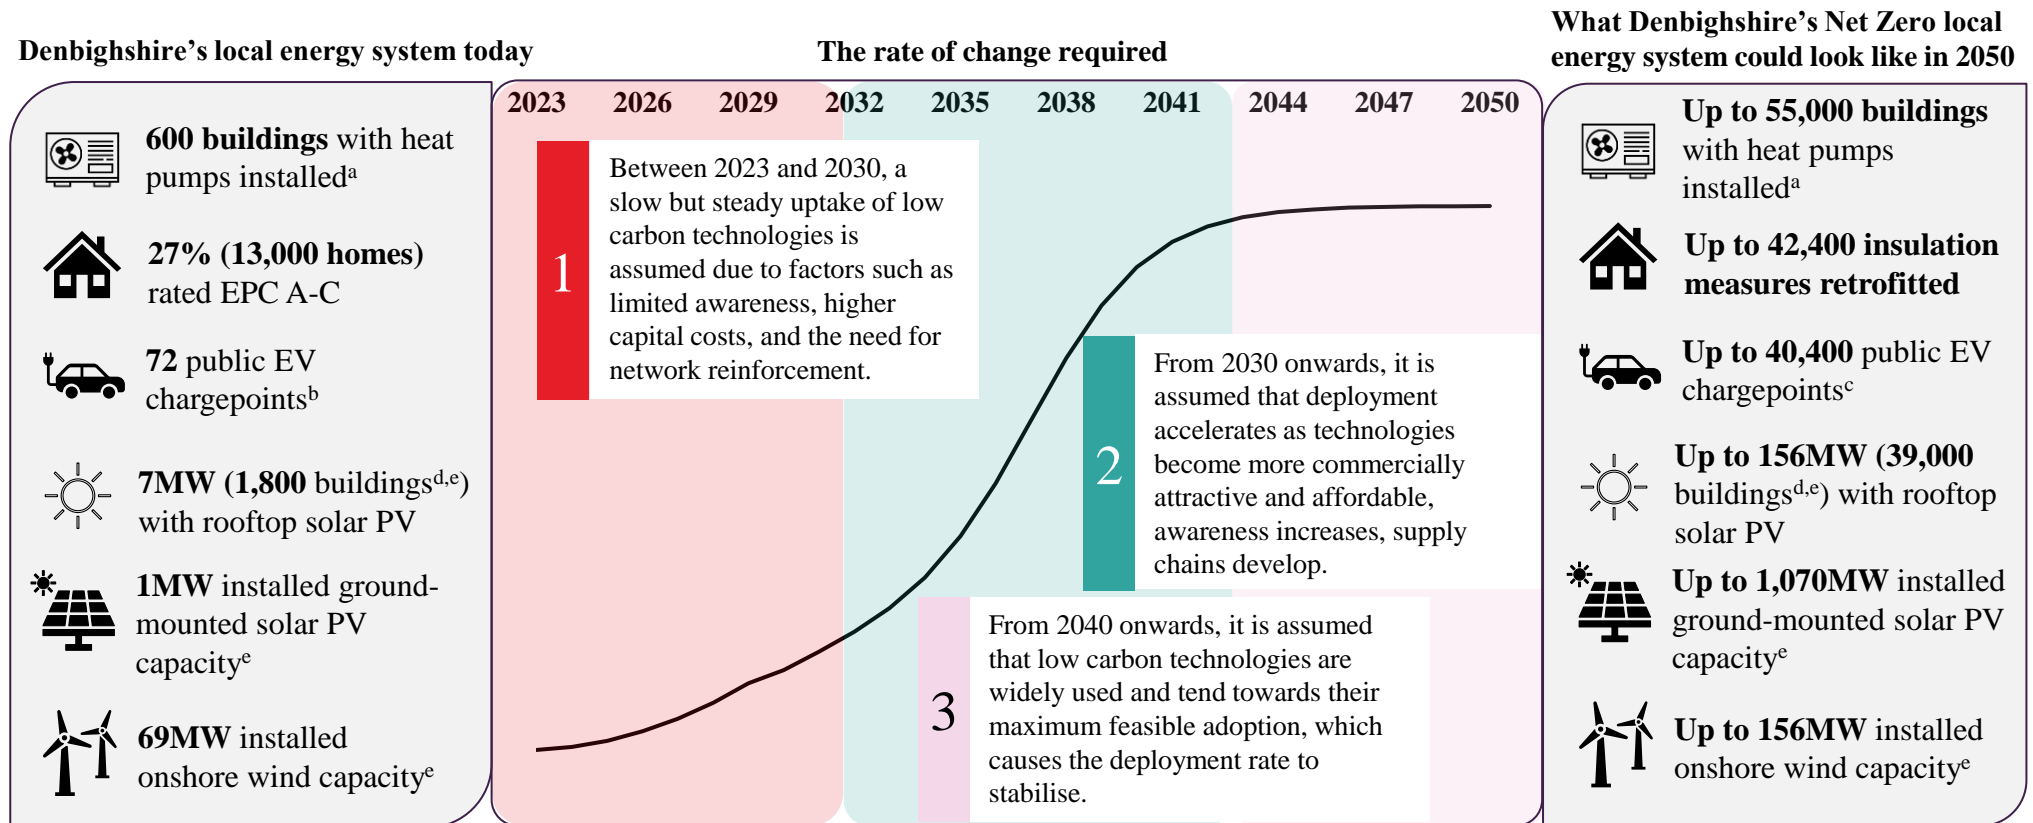 Denbighshire's local energy system today
600 buildings with heat
pumps installedᵃ
27% (13,000 homes)
rated EPC A-C
72 public EV
chargepointsᵇ
7MW (1,800 buildingsᵈ,ᵉ)
with rooftop solar PV
1MW installed ground-
mounted solar PV
capacityᵉ
69MW installed
onshore wind capacityᵉ
The rate of change required
2023 2026 2029 2032 2035 2038 2041 2044 2047 2050
1
Between 2023 and 2030, a
slow but steady uptake of low
carbon technologies is
assumed due to factors such as
limited awareness, higher
capital costs, and the need for
network reinforcement.
2
From 2030 onwards, it is
assumed that deployment
accelerates as technologies
become more commercially
attractive and affordable,
awareness increases, supply
chains develop.
3
From 2040 onwards, it is assumed
that low carbon technologies are
widely used and tend towards their
maximum feasible adoption, which
causes the deployment rate to
stabilise.
What Denbighshire's Net Zero local
energy system could look like in 2050
Up to 55,000 buildings
with heat pumps
installedᵃ
Up to 42,400 insulation
measures retrofitted
Up to 40,400 public EV
chargepointsᶜ
Up to 156MW (39,000
buildingsᵈ,ᵉ) with rooftop
solar PV
Up to 1,070MW installed
ground-mounted solar PV
capacityᵉ
Up to 156MW installed
onshore wind capacityᵉ